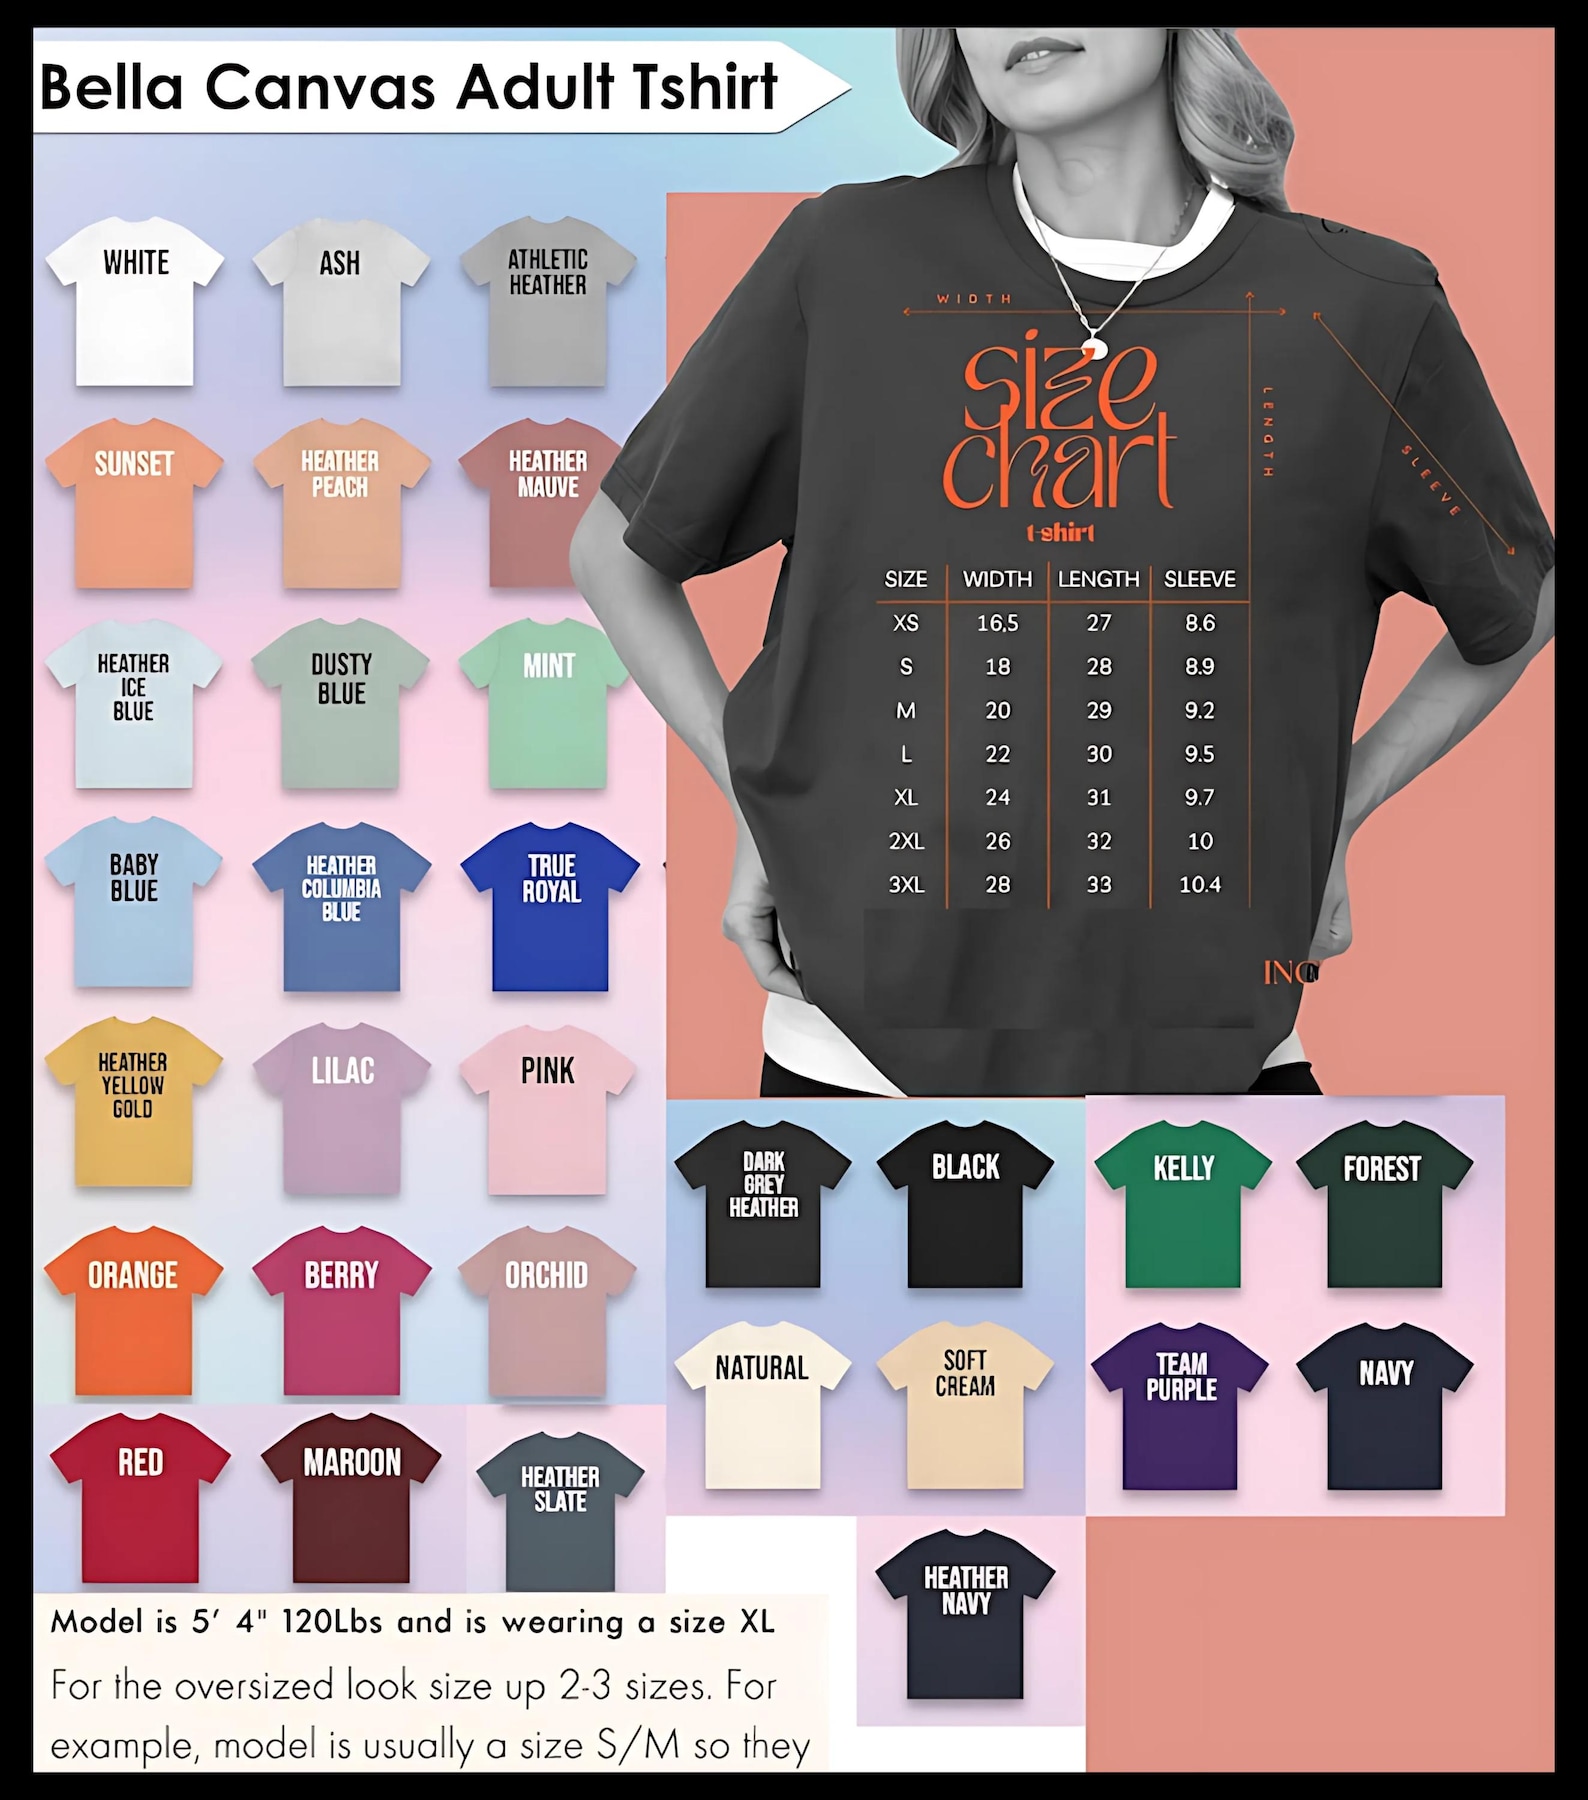 Bella Canvas Adult Tshirt
WHITE
ASH
ATHLETIC
HEATHER
SUNSET
HEATHER
PEACH
HEATHER
MAUVE
HEATHER
ICE
BLUE
DUSTY
BLUE
MINT
BABY
BLUE
HEATHER
COLUMBIA
BLUE
TRUE
ROYAL
HEATHER
YELLOW
GOLD
LILAC
PINK
ORANGE
BERRY
ORCHID
RED
MAROON
HEATHER
SLATE
WIDTH
LENGTH
SLEEVE
size
chart
t-shirt
SIZE WIDTH LENGTH SLEEVE
XS 16,5 27 8.6
S 18 28 8.9
M 20 29 9.2
L 22 30 9.5
XL 24 31 9.7
2XL 26 32 10
3XL 28 33 10.4
DARK
GREY
HEATHER
BLACK
KELLY
FOREST
NATURAL
SOFT
CREAM
TEAM
PURPLE
NAVY
HEATHER
NAVY
Model is 5' 4" 120Lbs and is wearing a size XL
For the oversized look size up 2-3 sizes. For
example, model is usually a size S/M so they